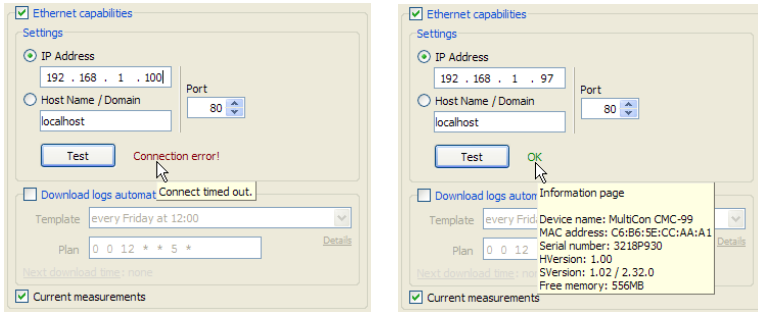 Ethernet capabilities
Settings
IP Address
192 . 168 . 1 . 100
Port
Host Name / Domain
80
localhost
Test Connection error!
Download logs automat
Connect timed out.
Template every Friday at 12:00
Plan 0 0 12 * * 5 *
Details
Next download time: none
Current measurements
Ethernet capabilities
Settings
IP Address
192 . 168 . 1 . 97
Port
Host Name / Domain
80
localhost
Test OK
Download logs autom
Information page
Template every Frida
Device name: MultiCon CMC-99
MAC address: C6:B6:5E:CC:AA:A1
Serial number: 3218P930
HVersion: 1.00
SVersion: 1.02 / 2.32.0
Free memory: 556MB
Plan 0 0 12
Details
Next download time: no
Current measurements